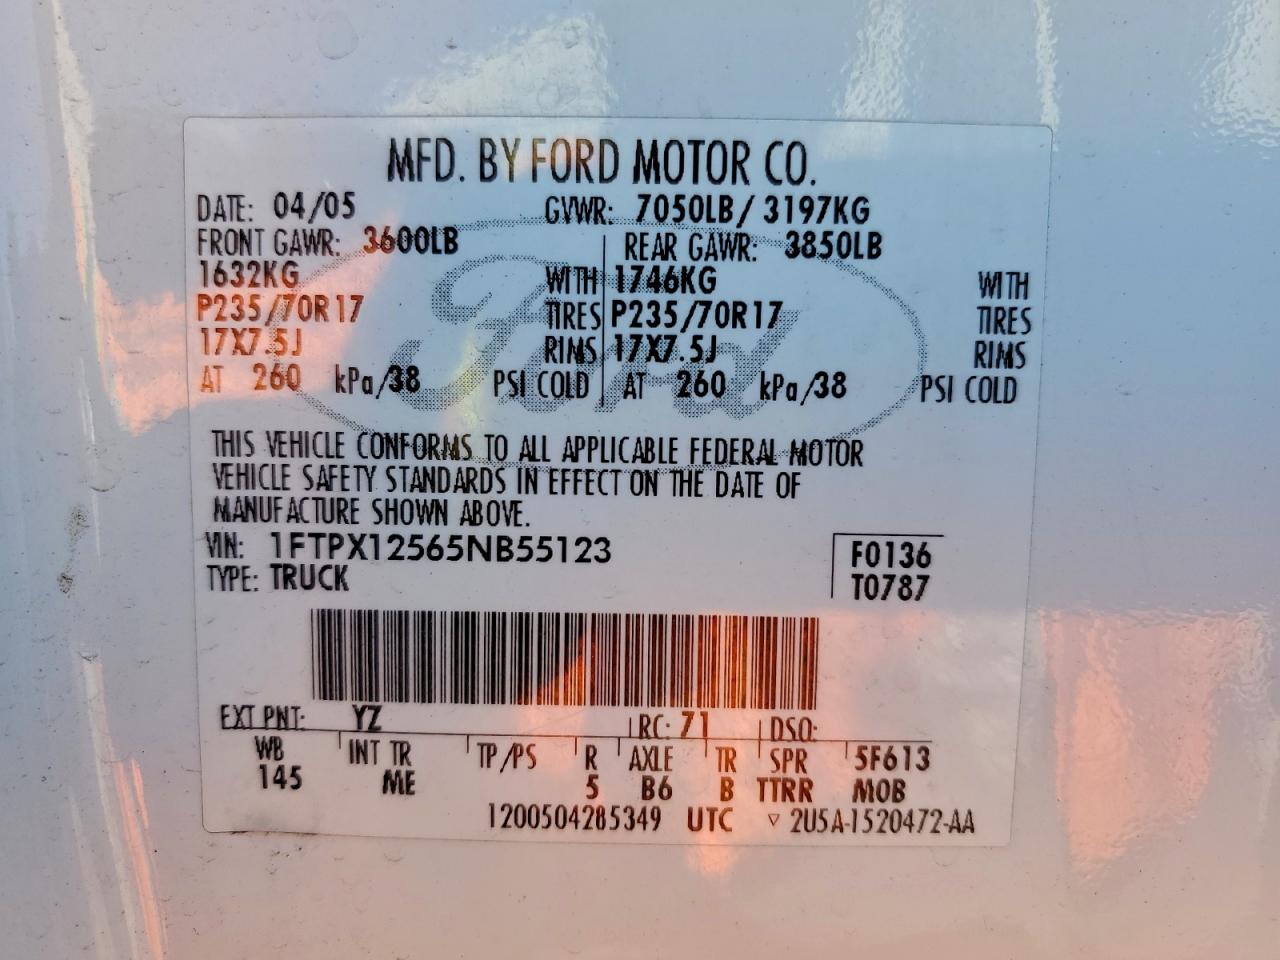 MFD. BY FORD MOTOR CO.
DATE: 04/05 GVWR: 7050LB / 3197KG
FRONT GAWR: 3600LB REAR GAWR: 3850LB
1632KG WITH 1746KG WITH
P235/70R17 TIRES P235/70R17 TIRES
17X7.5J RIMS 17X7.5J RIMS
AT 260 kPa/38 PSI COLD AT 260 kPa/38 PSI COLD
Ford
THIS VEHICLE CONFORMS TO ALL APPLICABLE FEDERAL MOTOR
VEHICLE SAFETY STANDARDS IN EFFECT ON THE DATE OF
MANUFACTURE SHOWN ABOVE.
VIN: 1FTPX12565NB55123 F0136
TYPE: TRUCK T0787
EXT PNT: YZ RC: 71 DSO:
WB INT TR TP/PS R AXLE TR SPR 5F613
145 ME 5 B6 B TTRR MOB
1200504285349 UTC ▽ 2U5A-1520472-AA